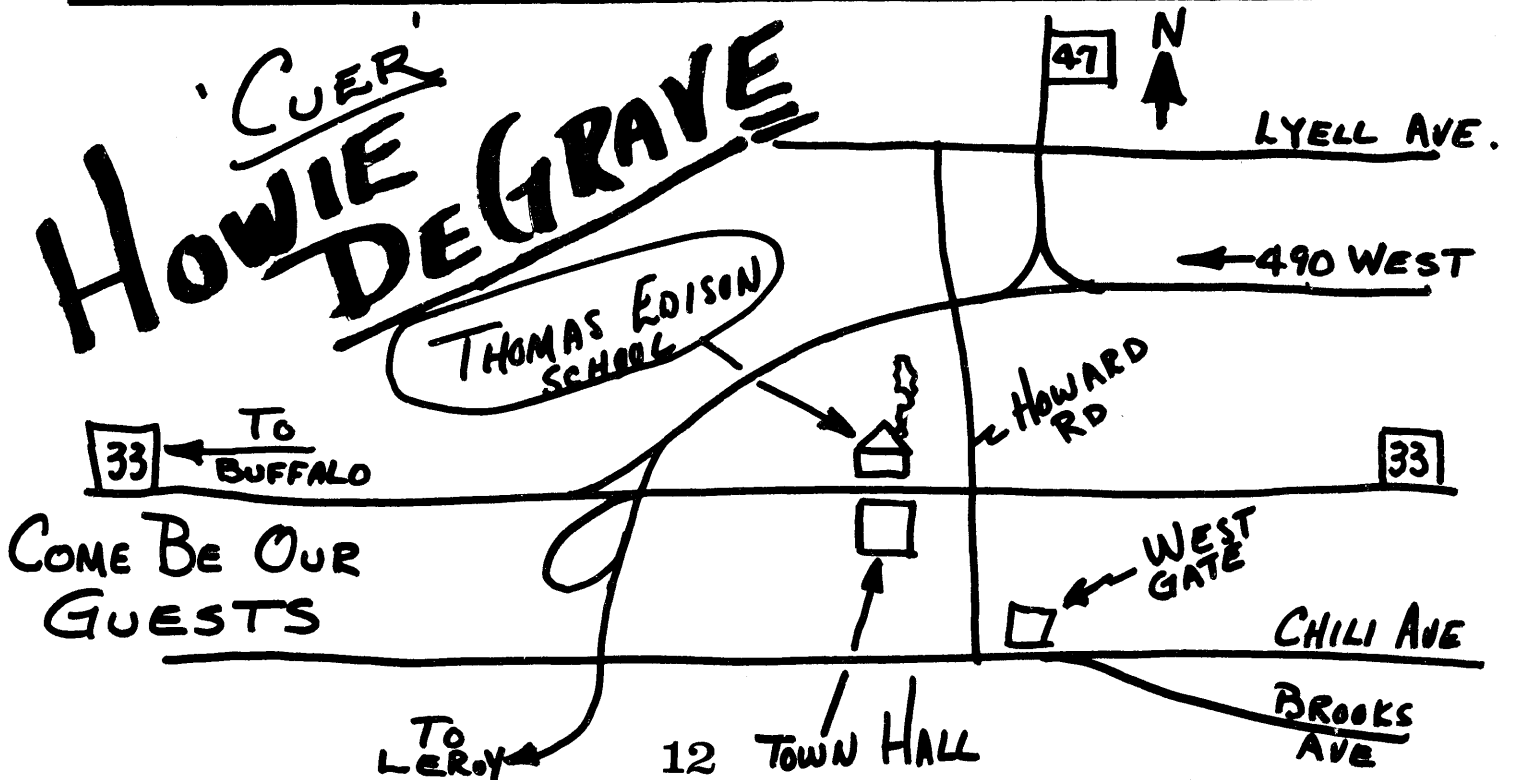 'CUER'
HOWIE
DEGRAVE
47
N
LYELL AVE.
490 WEST
THOMAS EDISON
SCHOOL
HOWARD
RD
33
TO
BUFFALO
33
COME BE OUR
GUESTS
WEST
GATE
CHILI AVE
BROOKS
AVE
TO
LEROY
12
TOWN HALL